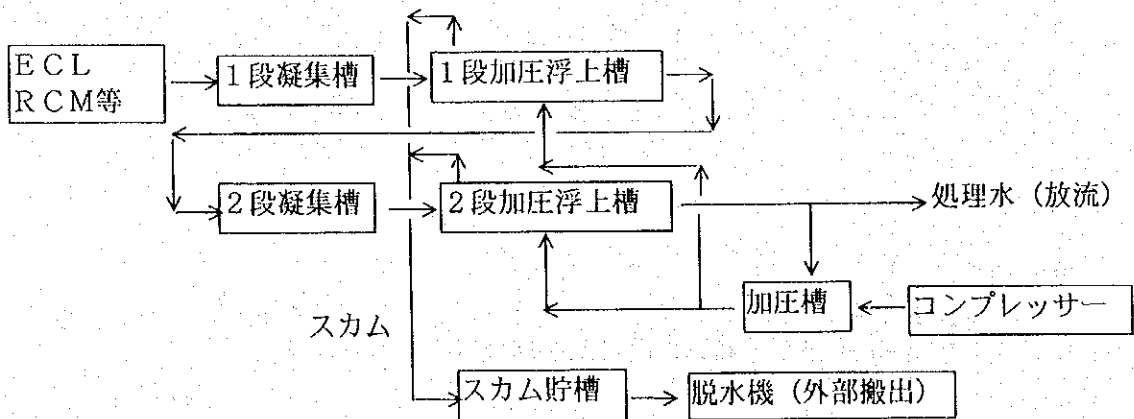 ＥＣＬ
ＲＣＭ等
１段凝集槽
１段加圧浮上槽
２段凝集槽
２段加圧浮上槽
処理水（放流）
加圧槽
コンプレッサー
スカム
スカム貯槽
脱水機（外部搬出）